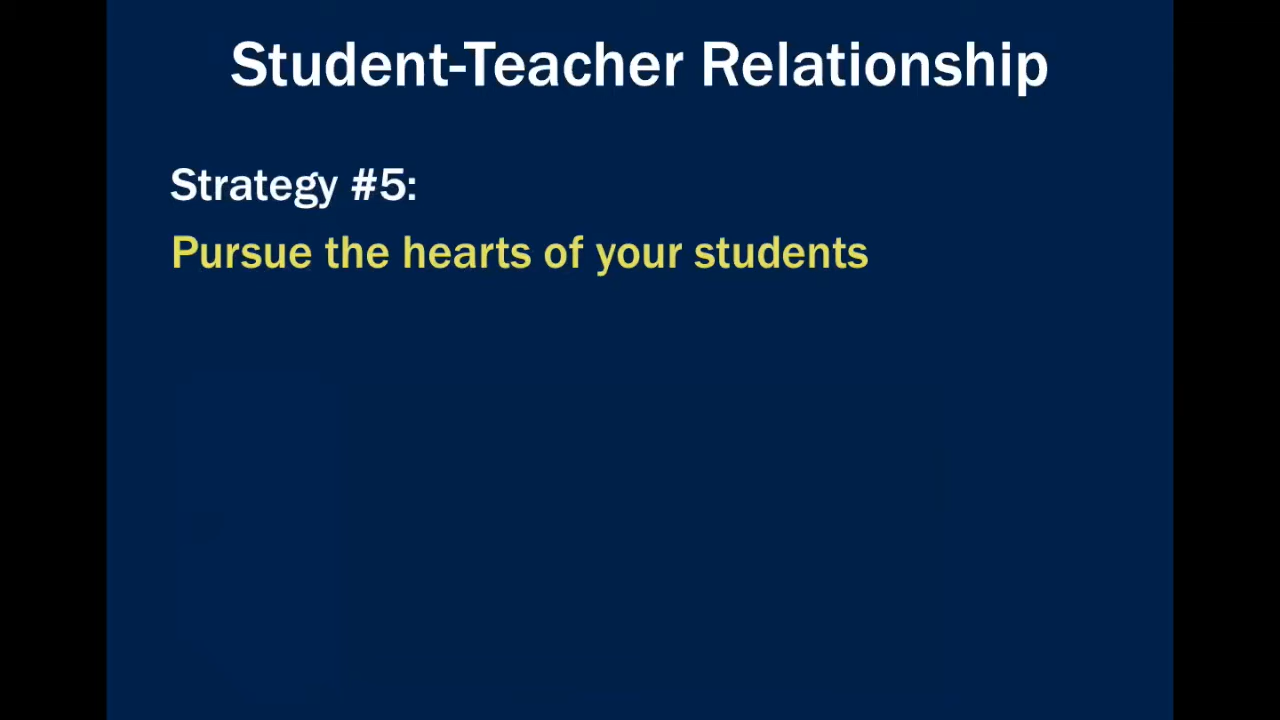 Student-Teacher Relationship
Strategy #5:
Pursue the hearts of your students